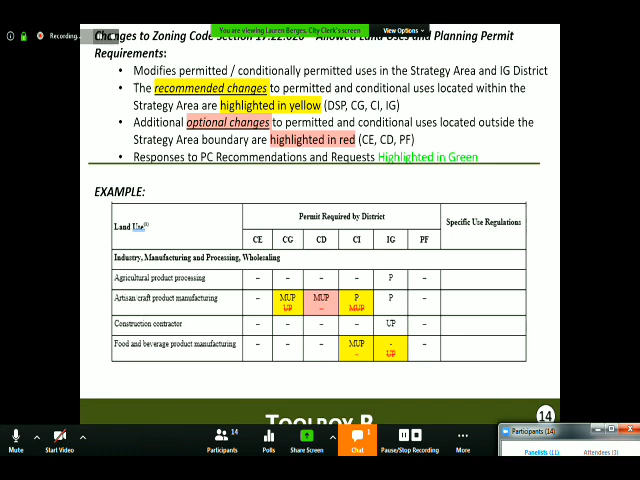 You are viewing Lauren Berges, City Clerk's screen
View Options
Recording...
Changes to Zoning Code Section 17.22.020 – Allowed Land Uses and Planning Permit
Requirements:
• Modifies permitted / conditionally permitted uses in the Strategy Area and IG District
• The recommended changes to permitted and conditional uses located within the
Strategy Area are highlighted in yellow (DSP, CG, CI, IG)
• Additional optional changes to permitted and conditional uses located outside the
Strategy Area boundary are highlighted in red (CE, CD, PF)
• Responses to PC Recommendations and Requests Highlighted in Green
EXAMPLE:
Land Use(1) Permit Required by District Specific Use Regulations
CE CG CD CI IG PF
Industry, Manufacturing and Processing, Wholesaling
Agricultural product processing – – – – P –
Artisan/craft product manufacturing – MUP MUP P P –
UP – MUP
Construction contractor – – – – UP –
Food and beverage product manufacturing – – – MUP - –
– UP
14
TOOLBOX B
Mute
Start Video
14
Participants
Polls
Share Screen
1
Chat
Pause/Stop Recording
More
Participants (14)
Panelists (11) Attendees (3)